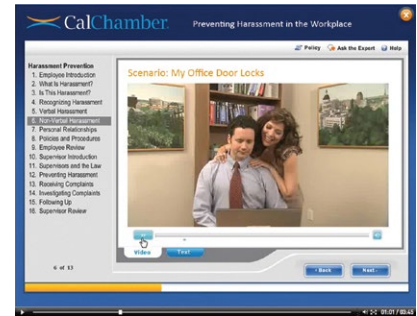 CalChamber.
Preventing Harassment in the Workplace
Policy Ask the Expert Help
Harassment Prevention
1. Employee Introduction
2. What Is Harassment?
3. Is This Harassment?
4. Recognizing Harassment
5. Verbal Harassment
6. Non-Verbal Harassment
7. Personal Relationships
8. Policies and Procedures
9. Employee Review
10. Supervisor Introduction
11. Supervisors and the Law
12. Preventing Harassment
13. Receiving Complaints
14. Investigating Complaints
15. Following Up
16. Supervisor Review
Scenario: My Office Door Locks
Video Text
6 of 13
‹ Back Next ›
01:01 / 03:43